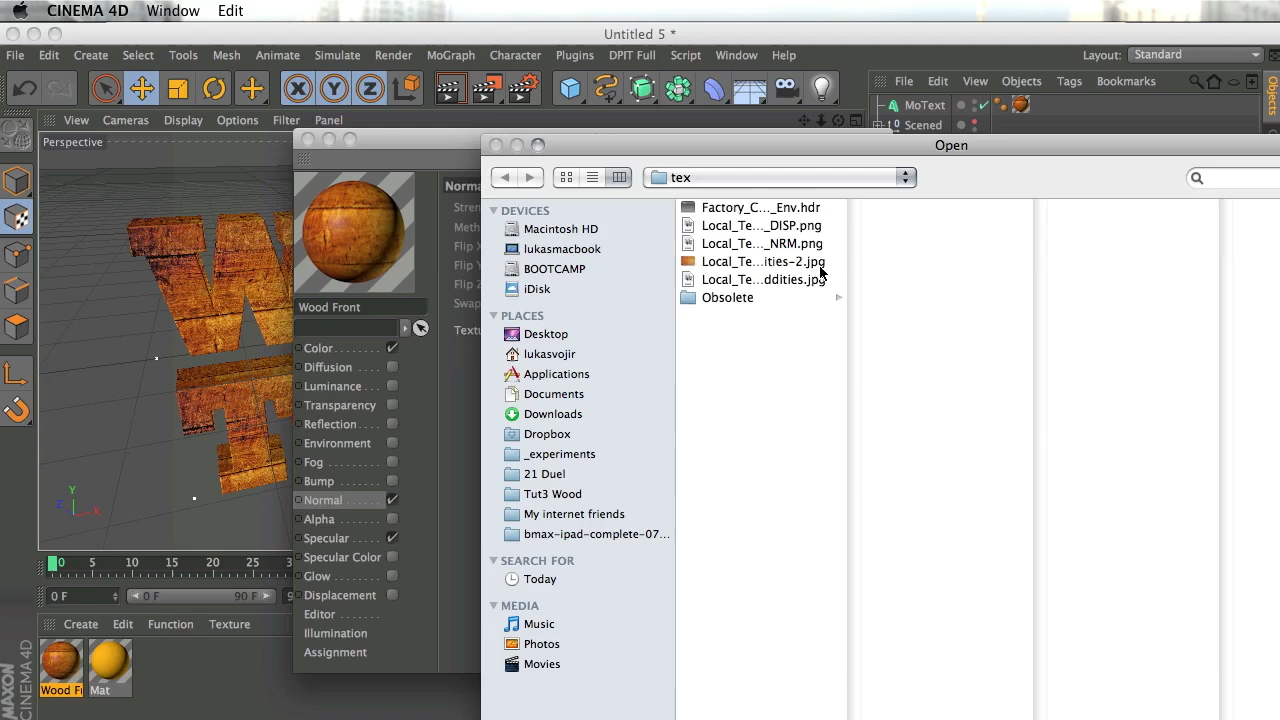 CINEMA 4D Window Edit
Untitled 5 *
File Edit Create Select Tools Mesh Animate Simulate Render MoGraph Character Plugins DPIT Full Script Window Help Layout: Standard
X Y Z
File Edit View Objects Tags Bookmarks
Objects
MoText
Scened
View Cameras Display Options Filter Panel
Perspective
Open
tex
Norma
Stren
Meth
Flip X
Flip Y
Flip Z
Swap
Textu
Wood Front
Color
Diffusion
Luminance
Transparency
Reflection
Environment
Fog
Bump
Normal
Alpha
Specular
Specular Color
Glow
Displacement
Editor
Illumination
Assignment
DEVICES
Macintosh HD
lukasmacbook
BOOTCAMP
iDisk
PLACES
Desktop
lukasvojir
Applications
Documents
Downloads
Dropbox
_experiments
21 Duel
Tut3 Wood
My internet friends
bmax-ipad-complete-07...
SEARCH FOR
Today
MEDIA
Music
Photos
Movies
Factory_C..._Env.hdr
Local_Te..._DISP.png
Local_Te..._NRM.png
Local_Te...ities-2.jpg
Local_Te...ddities.jpg
Obsolete
W
T
Y
Z X
0 5 10 15 20 25 3
0 F 0 F 90 F 9
Create Edit Function Texture
Wood Fr Mat
MAXON
CINEMA 4D